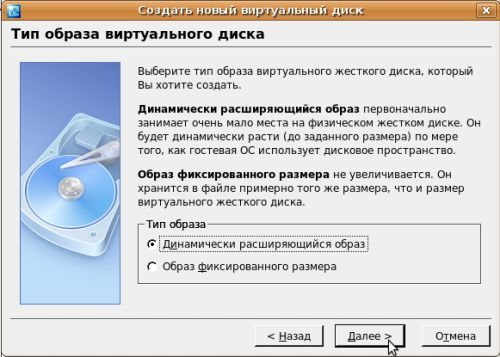 Создать новый виртуальный диск
Тип образа виртуального диска
Выберите тип образа виртуального жесткого диска, который
Вы хотите создать.
Динамически расширяющийся образ первоначально
занимает очень мало места на физическом жестком диске. Он
будет динамически расти (до заданного размера) по мере
того, как гостевая ОС использует дисковое пространство.
Образ фиксированного размера не увеличивается. Он
хранится в файле примерно того же размера, что и размер
виртуального жесткого диска.
Тип образа
Динамически расширяющийся образ
Образ фиксированного размера
< Назад
Далее >
Отмена